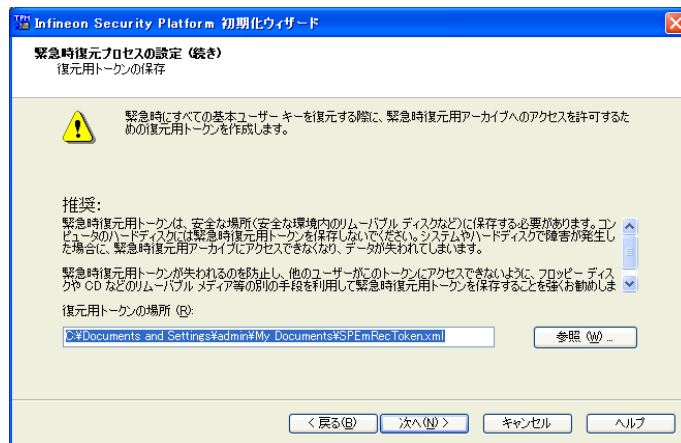 Infineon Security Platform 初期化ウィザード
緊急時復元プロセスの設定 (続き)
復元用トークンの保存
緊急時にすべての基本ユーザー キーを復元する際に、緊急時復元用アーカイブへのアクセスを許可するた
めの復元用トークンを作成します。
推奨:
緊急時復元用トークンは、安全な場所(安全な環境内のリムーバブル ディスクなど)に保存する必要があります。コン
ピュータのハードディスクには緊急時復元用トークンを保存しないでください。システムやハードディスクで障害が発生し
た場合に、緊急時復元用アーカイブにアクセスできなくなり、データが失われてしまいます。
緊急時復元用トークンが失われるのを防止し、他のユーザーがこのトークンにアクセスできないように、フロッピー ディス
クや CD などのリムーバブル メディア等の別の手段を利用して緊急時復元用トークンを保存することを強くお勧めしま
復元用トークンの場所 (R):
C:¥Documents and Settings¥admin¥My Documents¥SPEmRecToken.xml
参照 (W) ...
< 戻る(B)
次へ(N) >
キャンセル
ヘルプ